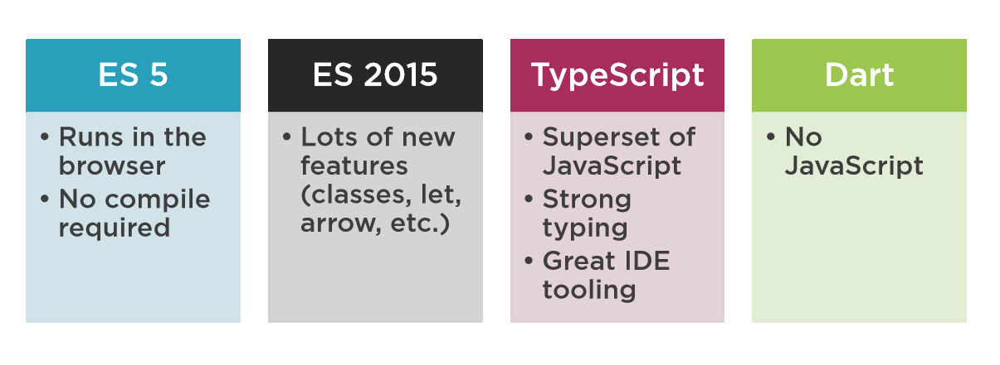 ES 5
• Runs in the
browser
• No compile
required
ES 2015
• Lots of new
features
(classes, let,
arrow, etc.)
TypeScript
• Superset of
JavaScript
• Strong
typing
• Great IDE
tooling
Dart
• No
JavaScript